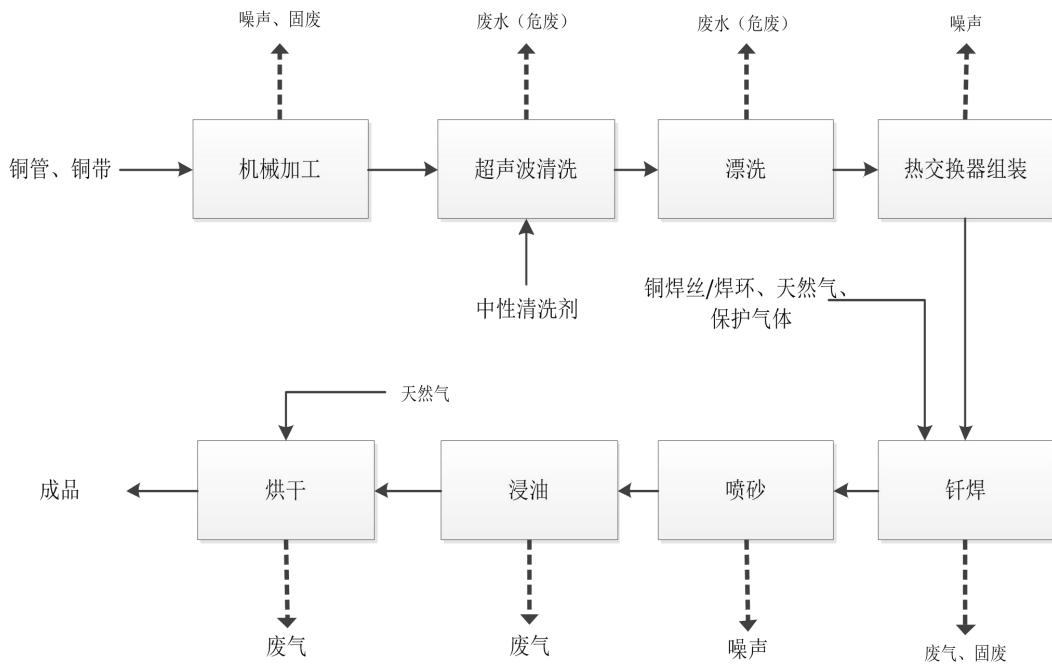 噪声、固废
废水（危废）
废水（危废）
噪声
铜管、铜带
机械加工
超声波清洗
漂洗
热交换器组装
中性清洗剂
铜焊丝/焊环、天然气、
保护气体
天然气
成品
烘干
浸油
喷砂
钎焊
废气
废气
噪声
废气、固废